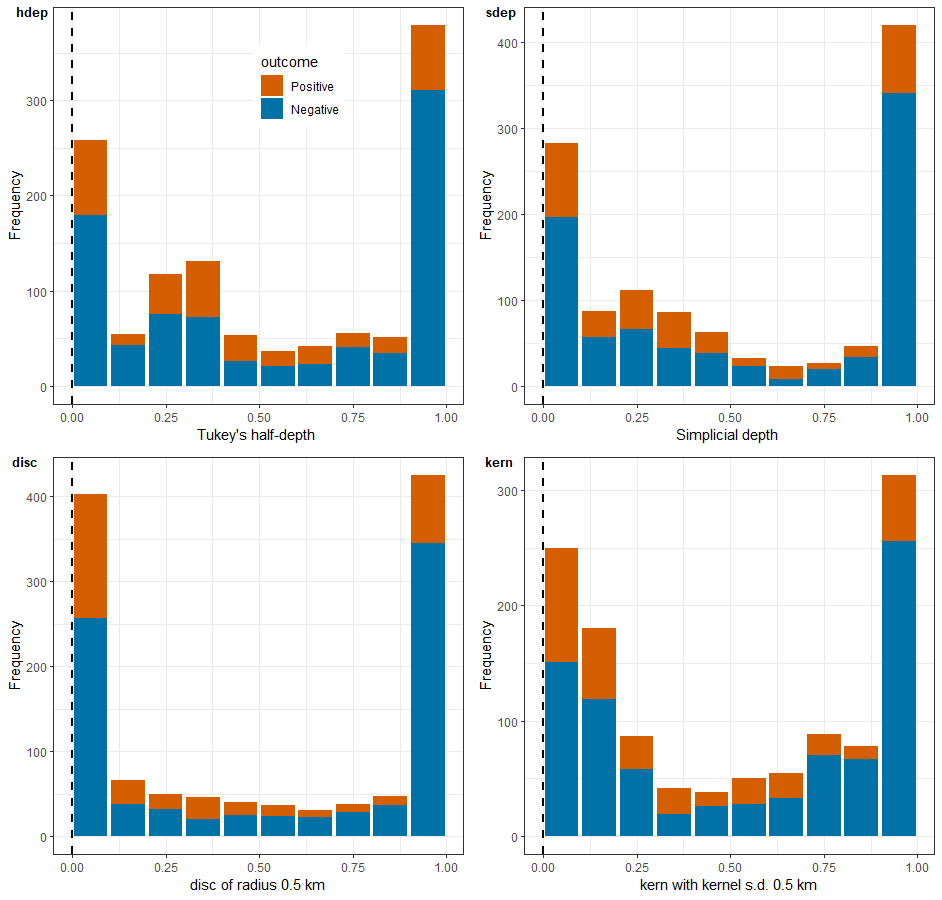 hdep
outcome
Positive
Negative
Frequency
300
200
100
0
0.00 0.25 0.50 0.75 1.00
Tukey's half-depth
sdep
Frequency
400
300
200
100
0
0.00 0.25 0.50 0.75 1.00
Simplicial depth
disc
Frequency
400
300
200
100
0
0.00 0.25 0.50 0.75 1.00
disc of radius 0.5 km
kern
Frequency
300
200
100
0
0.00 0.25 0.50 0.75 1.00
kern with kernel s.d. 0.5 km